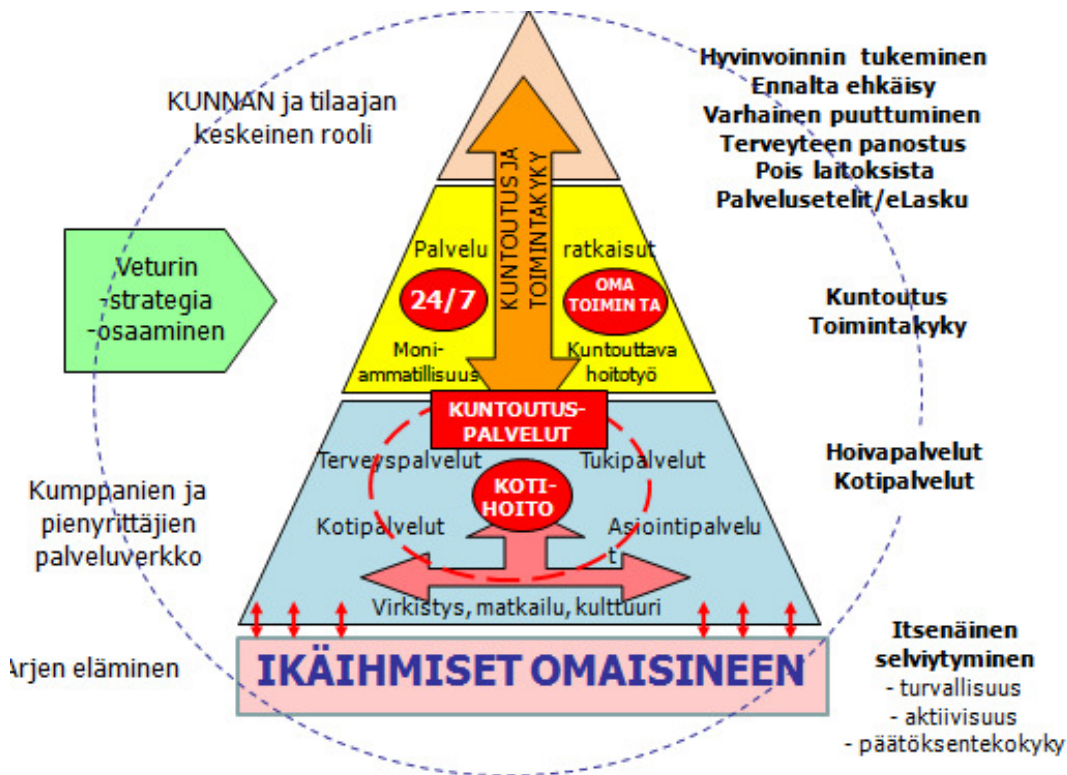 KUNNAN ja tilaajan
keskeinen rooli
Hyvinvoinnin tukeminen
Ennalta ehkäisy
Varhainen puuttuminen
Terveyteen panostus
Pois laitoksista
Palvelusetelit/eLasku
KUNTOUTUS JA
TOIMINTAKYKY
Veturin
-strategia
-osaaminen
Palvelu
ratkaisut
24/7
OMA
TOIMIN TA
Moni-
ammatillisuus
Kuntouttava
hoitotyö
Kuntoutus
Toimintakyky
KUNTOUTUS-
PALVELUT
Terveyspalvelut
Tukipalvelut
KOTI-
HOITO
Kotipalvelut
Asiointipalvelu
t
Virkistys, matkailu, kulttuuri
Hoivapalvelut
Kotipalvelut
Kumppanien ja
pienyrittäjien
palveluverkko
Arjen eläminen
IKÄIHMISET OMAISINEEN
Itsenäinen
selviytyminen
- turvallisuus
- aktiivisuus
- päätöksentekokyky